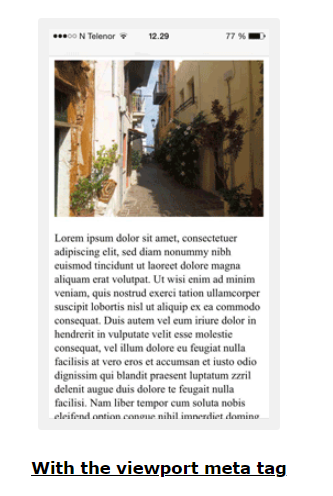 N Telenor 12.29 77 %
Lorem ipsum dolor sit amet, consectetuer
adipiscing elit, sed diam nonummy nibh
euismod tincidunt ut laoreet dolore magna
aliquam erat volutpat. Ut wisi enim ad minim
veniam, quis nostrud exerci tation ullamcorper
suscipit lobortis nisl ut aliquip ex ea commodo
consequat. Duis autem vel eum iriure dolor in
hendrerit in vulputate velit esse molestie
consequat, vel illum dolore eu feugiat nulla
facilisis at vero eros et accumsan et iusto odio
dignissim qui blandit praesent luptatum zzril
delenit augue duis dolore te feugait nulla
facilisi. Nam liber tempor cum soluta nobis
eleifend option congue nihil imperdiet doming
With the viewport meta tag